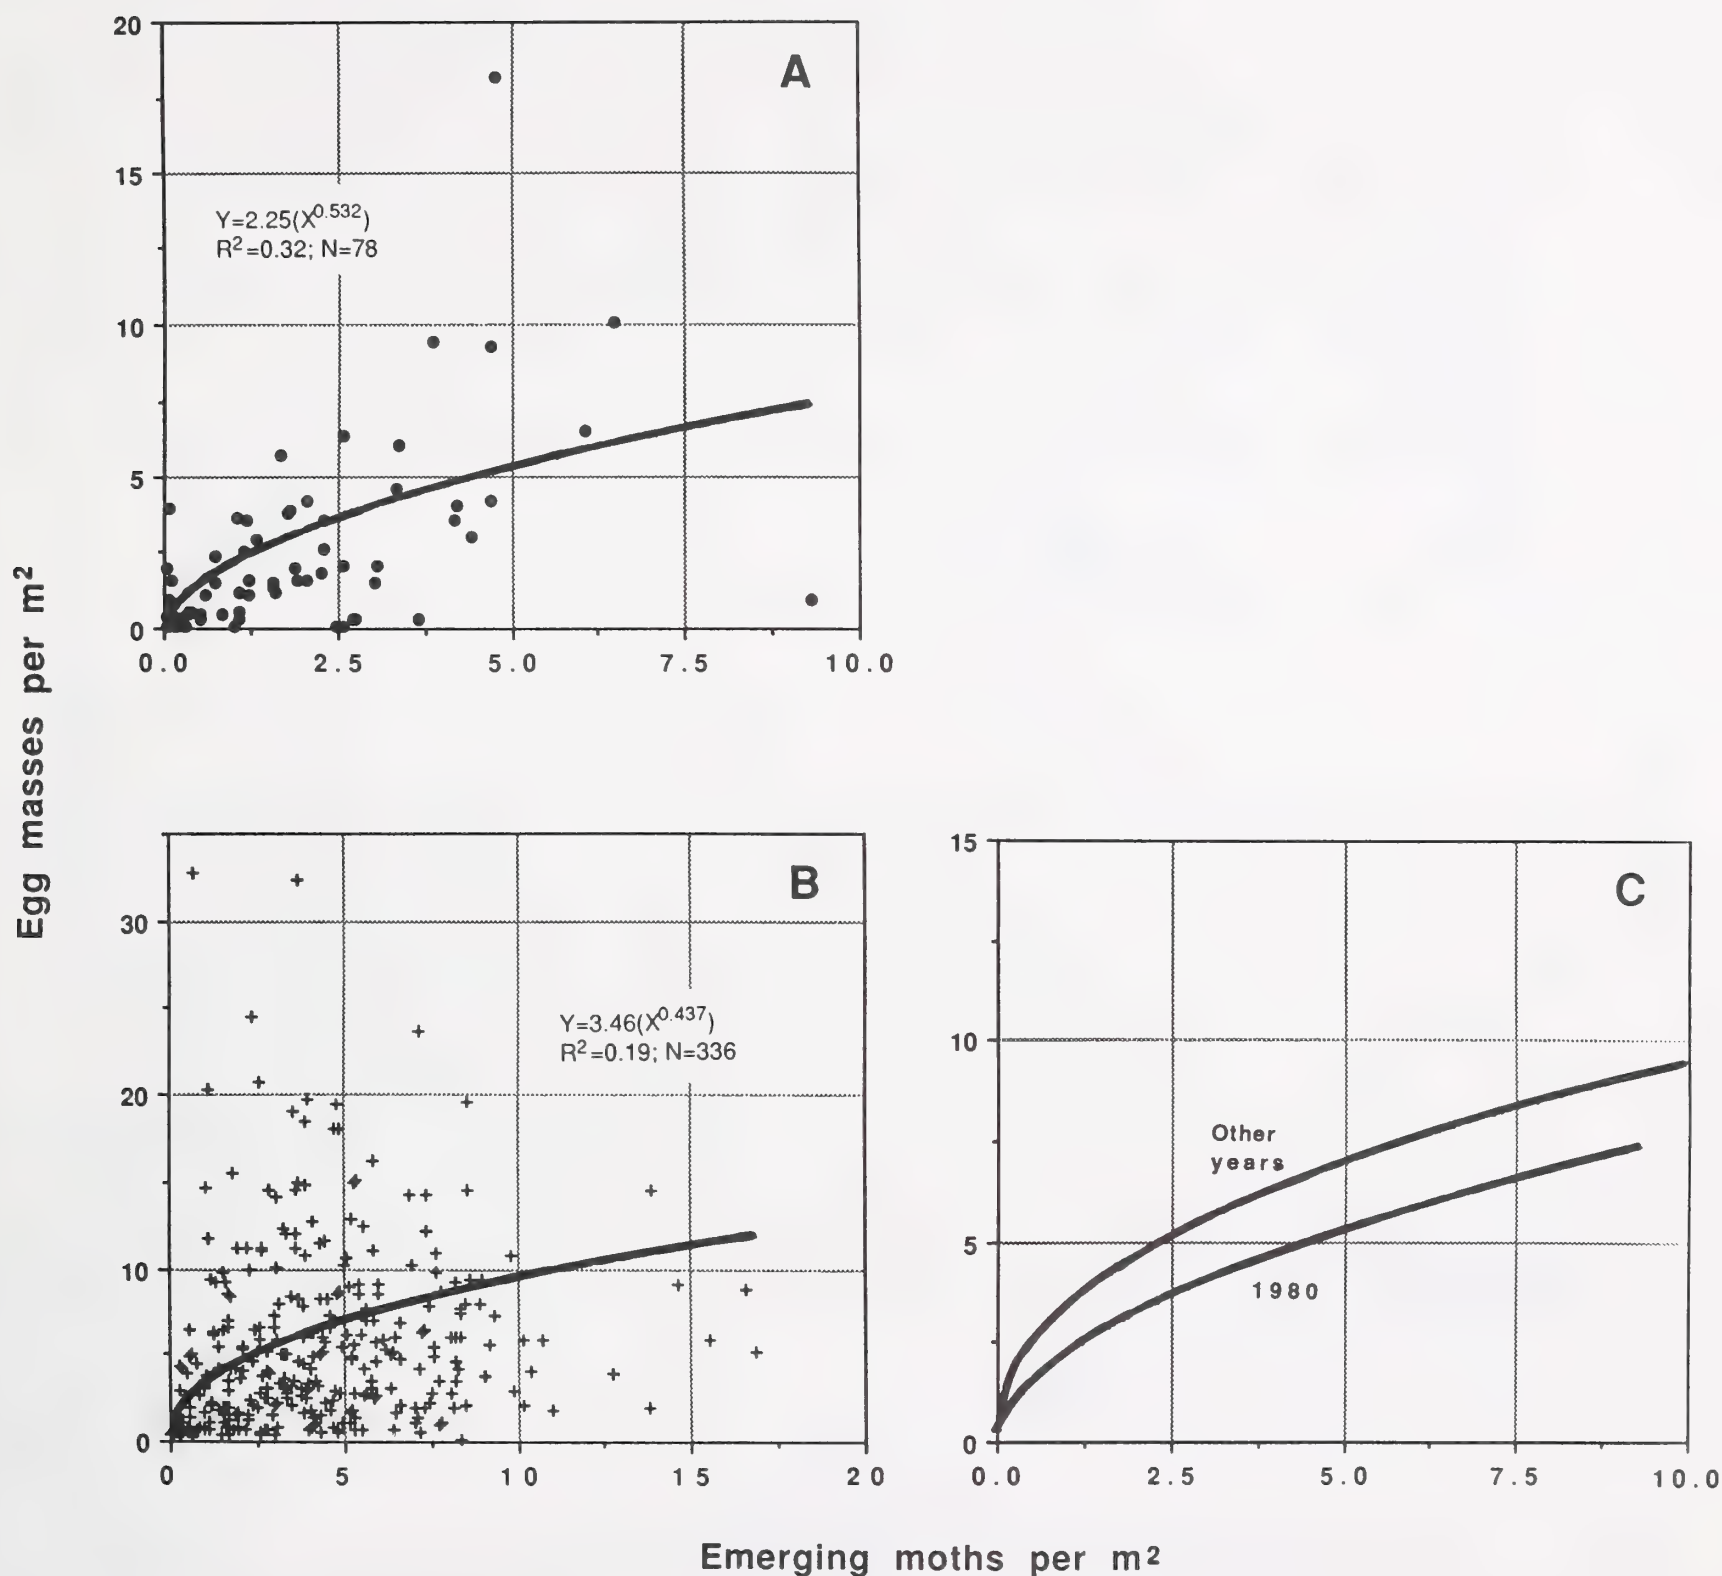 Egg masses per m²
20
15
10
5
0
A
Y=2.25(X^0.532)
R²=0.32; N=78
0.0 2.5 5.0 7.5 10.0
30
20
10
0
B
Y=3.46(X^0.437)
R²=0.19; N=336
0 5 10 15 20
15
10
5
0
C
Other
years
1980
0.0 2.5 5.0 7.5 10.0
Emerging moths per m²